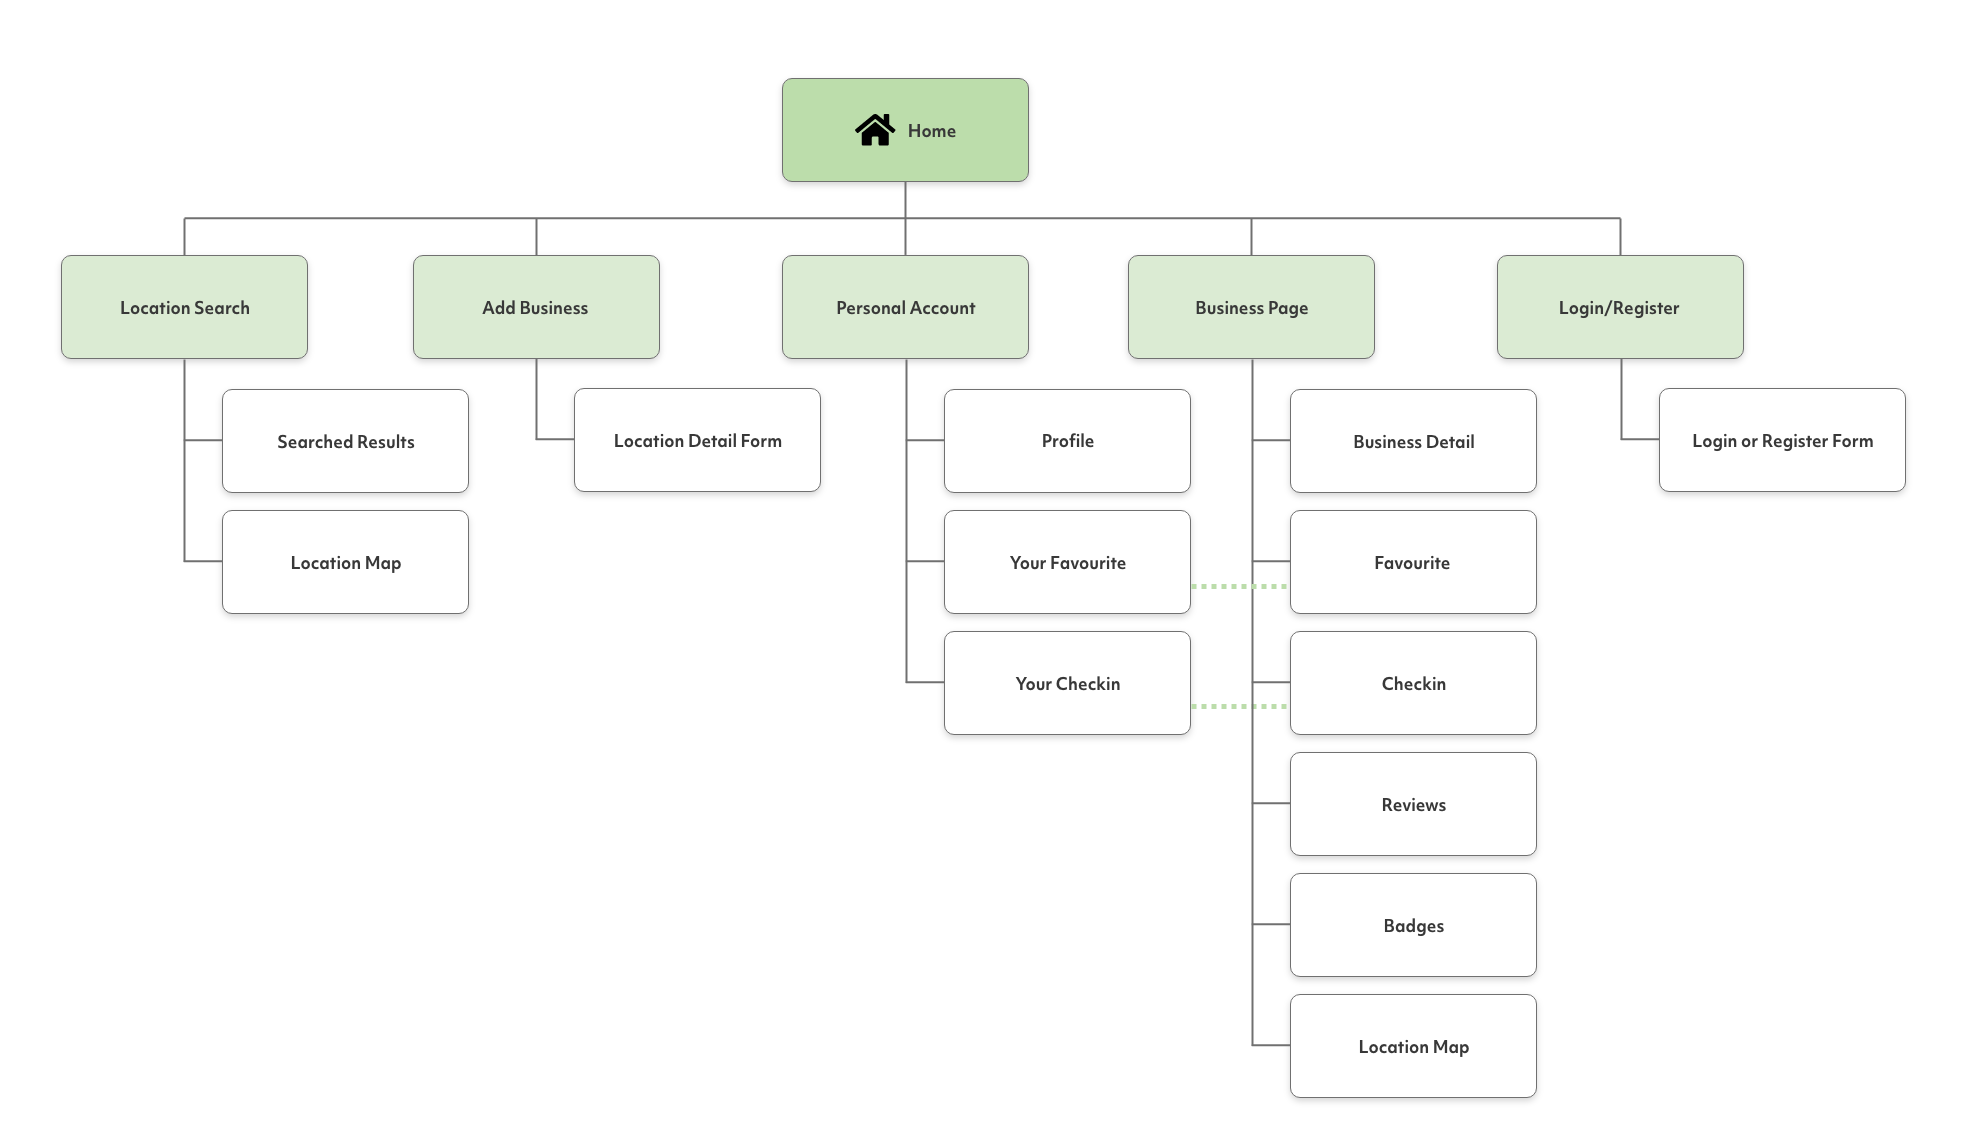 Home
Location Search
Add Business
Personal Account
Business Page
Login/Register
Searched Results
Location Map
Location Detail Form
Profile
Your Favourite
Your Checkin
Business Detail
Favourite
Checkin
Reviews
Badges
Location Map
Login or Register Form